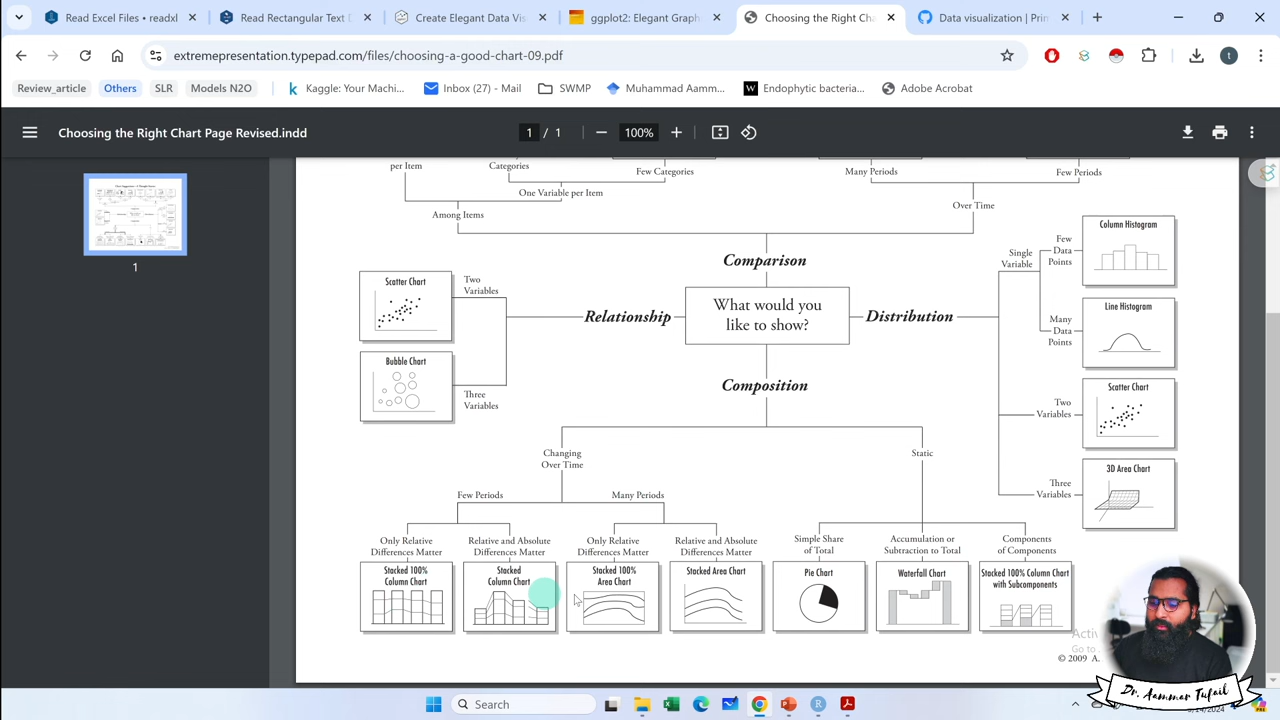 Read Excel Files • readxl
Read Rectangular Text D
Create Elegant Data Vis
ggplot2: Elegant Graph
Choosing the Right Cha
Data visualization | Prin
extremepresentation.typepad.com/files/choosing-a-good-chart-09.pdf
t
Review_article
Others
SLR
Models N2O
Kaggle: Your Machi...
Inbox (27) - Mail
SWMP
Muhammad Aamm...
Endophytic bacteria...
Adobe Acrobat
Choosing the Right Chart Page Revised.indd
1 / 1
100%
1
per Item
Categories
Few Categories
Many Periods
Few Periods
One Variable per Item
Among Items
Over Time
Comparison
What would you
like to show?
Relationship
Distribution
Composition
Scatter Chart
Two
Variables
Bubble Chart
Three
Variables
Single
Variable
Few
Data
Points
Column Histogram
Many
Data
Points
Line Histogram
Two
Variables
Scatter Chart
Three
Variables
3D Area Chart
Changing
Over Time
Static
Few Periods
Many Periods
Only Relative
Differences Matter
Relative and Absolute
Differences Matter
Only Relative
Differences Matter
Relative and Absolute
Differences Matter
Simple Share
of Total
Accumulation or
Subtraction to Total
Components
of Components
Stacked 100%
Column Chart
Stacked
Column Chart
Stacked 100%
Area Chart
Stacked Area Chart
Pie Chart
Waterfall Chart
Stacked 100% Column Chart
with Subcomponents
Activ
Go to
© 2009 A.
Dr. Aammar Tufail
Search